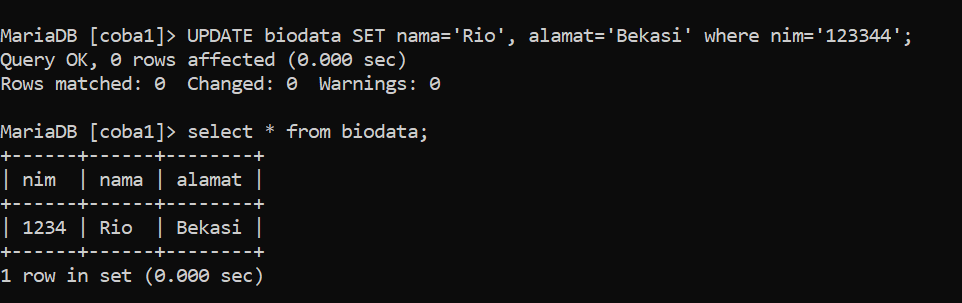 MariaDB [coba1]> UPDATE biodata SET nama='Rio', alamat='Bekasi' where nim='123344';
Query OK, 0 rows affected (0.000 sec)
Rows matched: 0  Changed: 0  Warnings: 0

MariaDB [coba1]> select * from biodata;
+------+------+--------+
| nim  | nama | alamat |
+------+------+--------+
| 1234 | Rio  | Bekasi |
+------+------+--------+
1 row in set (0.000 sec)